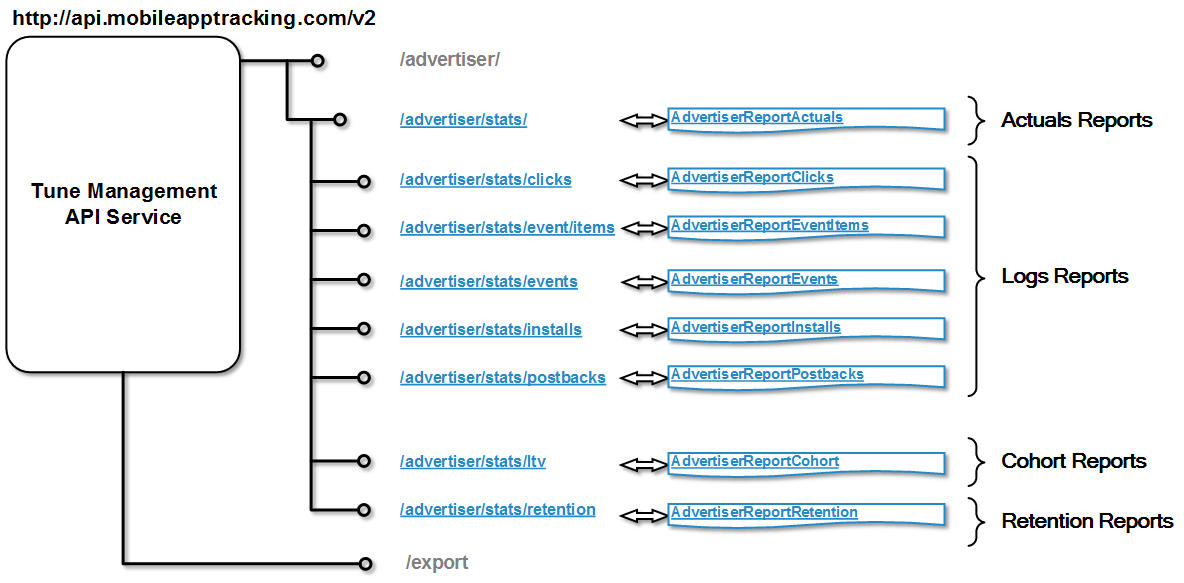 http://api.mobileapptracking.com/v2
Tune Management
API Service
/advertiser/
/advertiser/stats/ AdvertiserReportActuals Actuals Reports
/advertiser/stats/clicks AdvertiserReportClicks
/advertiser/stats/event/items AdvertiserReportEventItems
/advertiser/stats/events AdvertiserReportEvents Logs Reports
/advertiser/stats/installs AdvertiserReportInstalls
/advertiser/stats/postbacks AdvertiserReportPostbacks
/advertiser/stats/ltv AdvertiserReportCohort Cohort Reports
/advertiser/stats/retention AdvertiserReportRetention Retention Reports
/export